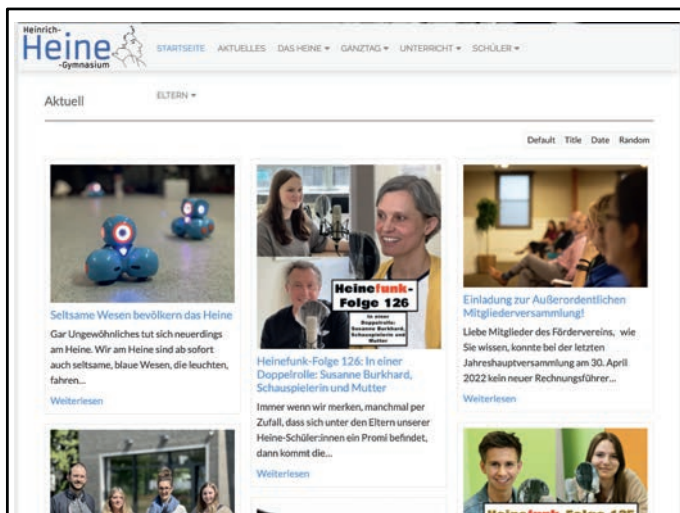 Heinrich-
Heine
-Gymnasium
STARTSEITE AKTUELLES DAS HEINE GANZTAG UNTERRICHT SCHÜLER
ELTERN
Aktuell
Default Title Date Random
Seltsame Wesen bevölkern das Heine
Gar Ungewöhnliches tut sich neuerdings
am Heine. Wir am Heine sind ab sofort
auch seltsame, blaue Wesen, die leuchten,
fahren...
Weiterlesen
Heinefunk-
Folge 126
In einer
Doppelrolle:
Susanne Burkhard,
Schauspielerin und
Mutter
Heinefunk-Folge 126: In einer
Doppelrolle: Susanne Burkhard,
Schauspielerin und Mutter
Immer wenn wir merken, manchmal per
Zufall, dass sich unter den Eltern unserer
Heine-Schüler:innen ein Promi befindet,
dann kommt die...
Weiterlesen
Einladung zur Außerordentlichen
Mitgliederversammlung!
Liebe Mitglieder des Fördervereins, wie
Sie wissen, konnte bei der letzten
Jahreshauptversammlung am 30. April
2022 kein neuer Rechnungsführer...
Weiterlesen
Heinefunk-Folge 125